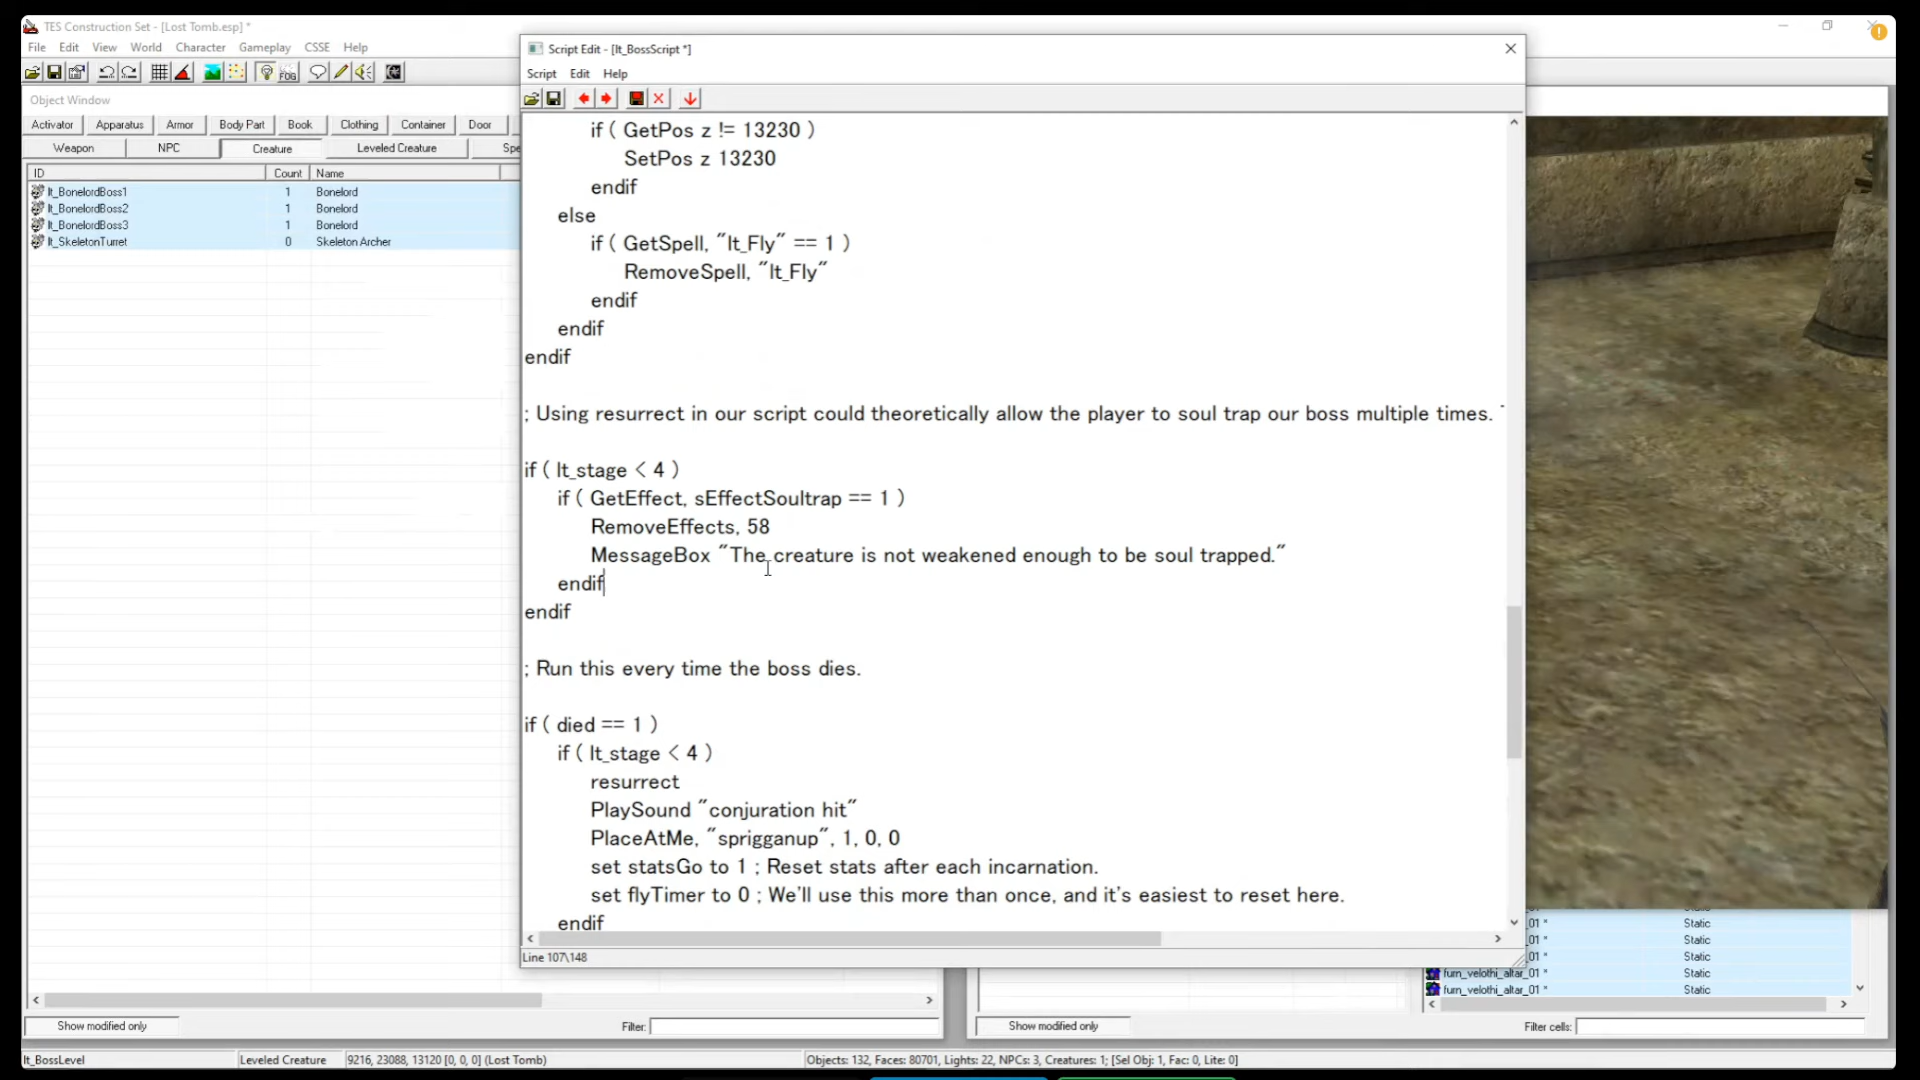 TES Construction Set - [Lost Tomb.esp] *
File Edit View World Character Gameplay CSSE Help
FOG
Object Window
Activator Apparatus Armor Body Part Book Clothing Container Door
Weapon NPC Creature Leveled Creature
ID Count Name
lt_BonelordBoss1 1 Bonelord
lt_BonelordBoss2 1 Bonelord
lt_BonelordBoss3 1 Bonelord
lt_SkeletonTurret 0 Skeleton Archer
Show modified only Filter:
Script Edit - [lt_BossScript *]
Script Edit Help
if ( GetPos z != 13230 )
SetPos z 13230
endif
else
if ( GetSpell, "lt_Fly" == 1 )
RemoveSpell, "lt_Fly"
endif
endif
endif
; Using resurrect in our script could theoretically allow the player to soul trap our boss multiple times.
if ( lt_stage < 4 )
if ( GetEffect, sEffectSoultrap == 1 )
RemoveEffects, 58
MessageBox "The creature is not weakened enough to be soul trapped."
endif
endif
; Run this every time the boss dies.
if ( died == 1 )
if ( lt_stage < 4 )
resurrect
PlaySound "conjuration hit"
PlaceAtMe, "sprigganup", 1, 0, 0
set statsGo to 1 ; Reset stats after each incarnation.
set flyTimer to 0 ; We'll use this more than once, and it's easiest to reset here.
endif
Line 107\148
_01 * Static
_01 * Static
_01 * Static
furn_velothi_altar_01 * Static
furn_velothi_altar_01 * Static
Show modified only Filter cells:
lt_BossLevel Leveled Creature 9216, 23088, 13120 [0, 0, 0] (Lost Tomb) Objects: 132, Faces: 80701, Lights: 22, NPCs: 3, Creatures: 1; [Sel Obj: 1, Fac: 0, Lite: 0]